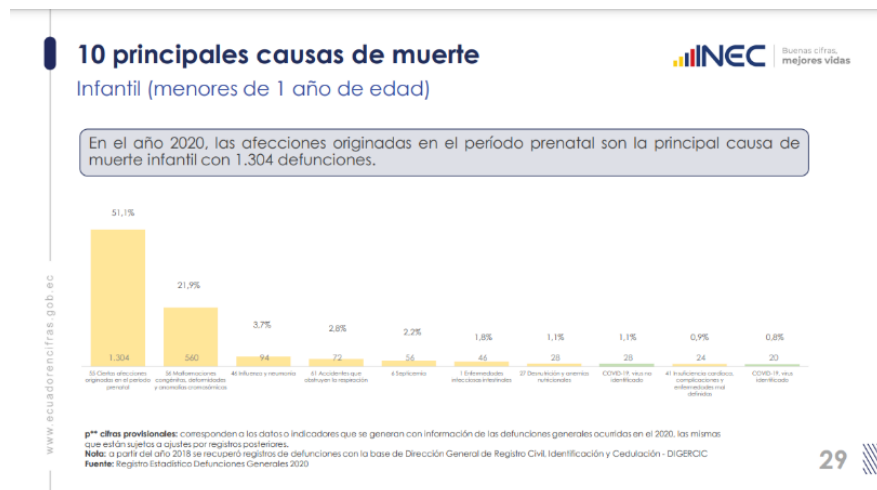 10 principales causas de muerte
Infantil (menores de 1 año de edad)
INEC
Buenas cifras,
mejores vidas
En el año 2020, las afecciones originadas en el período prenatal son la principal causa de
muerte infantil con 1.304 defunciones.
51,1%
21,9%
3,7%
2,8%
2,2%
1,8%
1,1%
1,1%
0,9%
0,8%
1.304
560
94
72
56
46
28
28
24
20
55 Ciertas afecciones
originadas en el período
prenatal
56 Malformaciones
congénitas, deformidades
y anomalías cromosómicas
46 Influenza y neumonía
61 Accidentes que
obstruyen la respiración
6 Septicemia
1 Enfermedades
infecciosas intestinales
27 Desnutrición y anemias
nutricionales
COVID-19, virus no
identificado
41 Insuficiencia cardíaca,
complicaciones y
enfermedades mal
definidas
COVID-19, virus
identificado
www.ecuadorencifras.gob.ec
p** cifras provisionales: corresponden a los datos o indicadores que se generan con información de las defunciones generales ocurridas en el 2020, las mismas
que están sujetos a ajustes por registros posteriores.
Nota: a partir del año 2018 se recuperó registros de defunciones con la base de Dirección General de Registro Civil, Identificación y Cedulación - DIGERCIC
Fuente: Registro Estadístico Defunciones Generales 2020
29